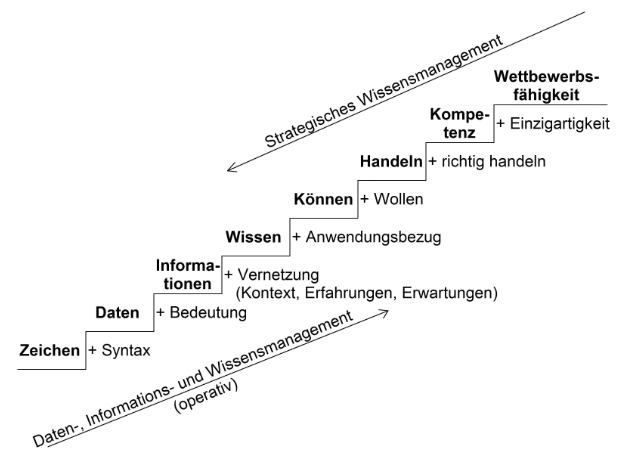 Strategisches Wissensmanagement
Wettbewerbs-
fähigkeit
Kompe-
tenz
+ Einzigartigkeit
Handeln
+ richtig handeln
Können
+ Wollen
Wissen
+ Anwendungsbezug
Informa-
tionen
+ Vernetzung
(Kontext, Erfahrungen, Erwartungen)
Daten
+ Bedeutung
Zeichen
+ Syntax
Daten-, Informations- und Wissensmanagement
(operativ)